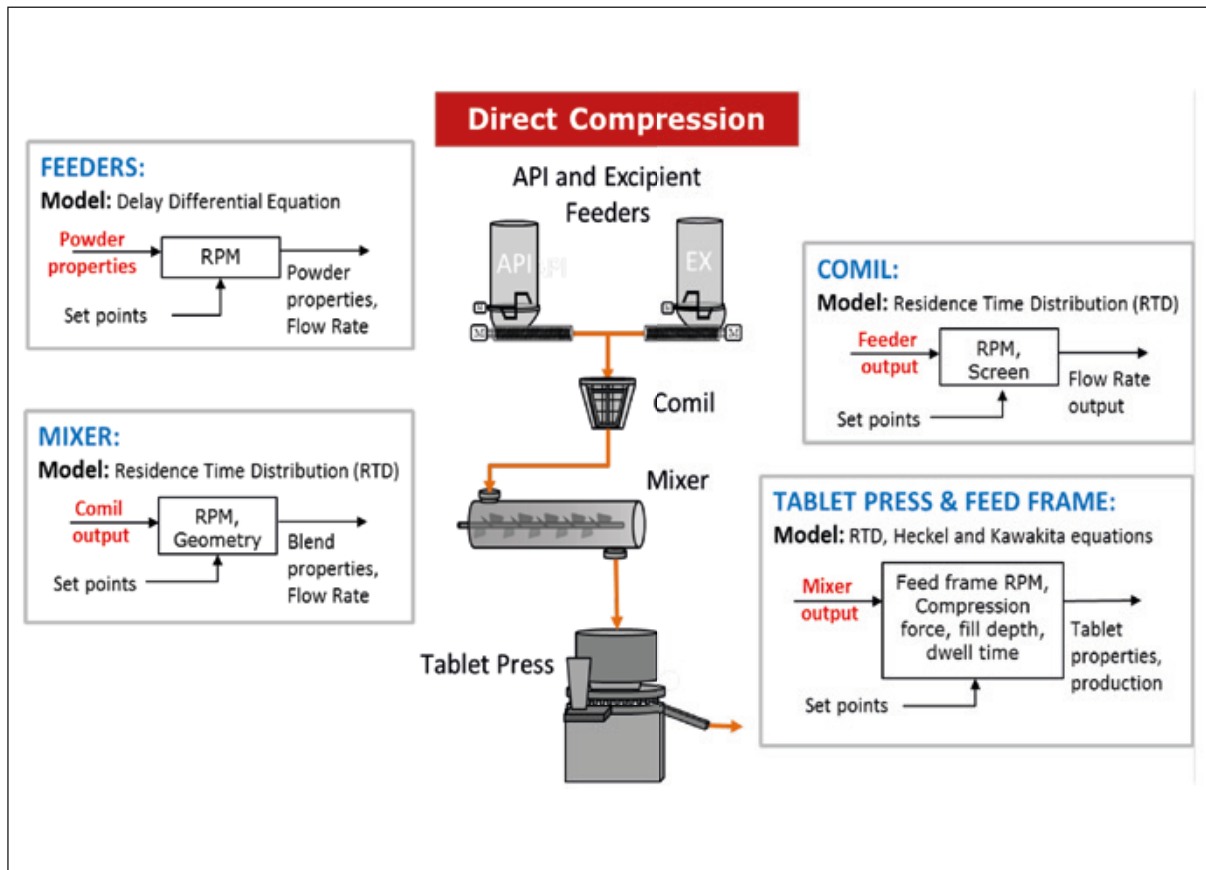 Direct Compression
FEEDERS:
Model: Delay Differential Equation
Powder
properties
RPM
Set points
Powder
properties,
Flow Rate
API and Excipient
Feeders
API
EX
M
M
Comil
Mixer
Tablet Press
MIXER:
Model: Residence Time Distribution (RTD)
Comil
output
RPM,
Geometry
Set points
Blend
properties,
Flow Rate
COMIL:
Model: Residence Time Distribution (RTD)
Feeder
output
RPM,
Screen
Set points
Flow Rate
output
TABLET PRESS & FEED FRAME:
Model: RTD, Heckel and Kawakita equations
Mixer
output
Feed frame RPM,
Compression
force, fill depth,
dwell time
Set points
Tablet
properties,
production